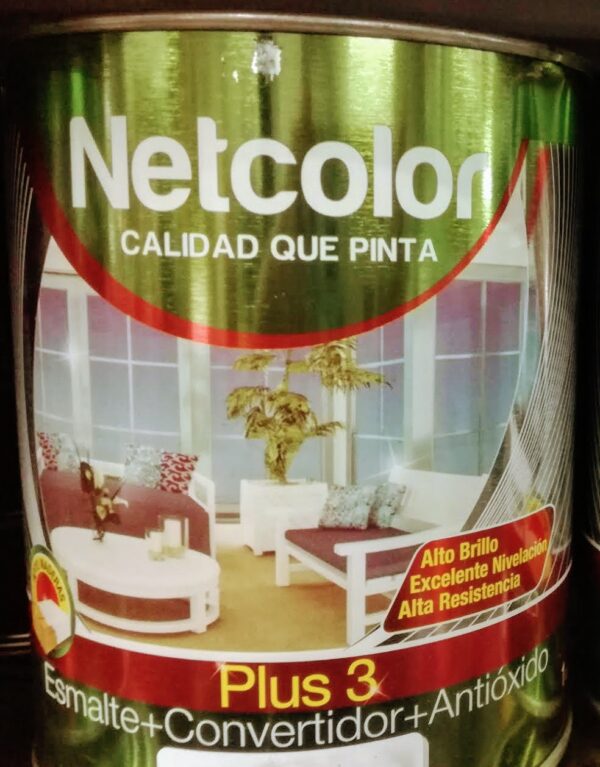 Netcolor
CALIDAD QUE PINTA
Alto Brillo
Excelente Nivelación
Alta Resistencia
Plus 3
Esmalte+Convertidor+Antióxido